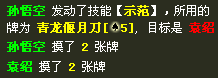 孙悟空 发动了技能【示范】，所用的
牌为 青龙偃月刀[♠5]，目标是 袁绍
孙悟空 摸了 2 张牌
袁绍 摸了 2 张牌